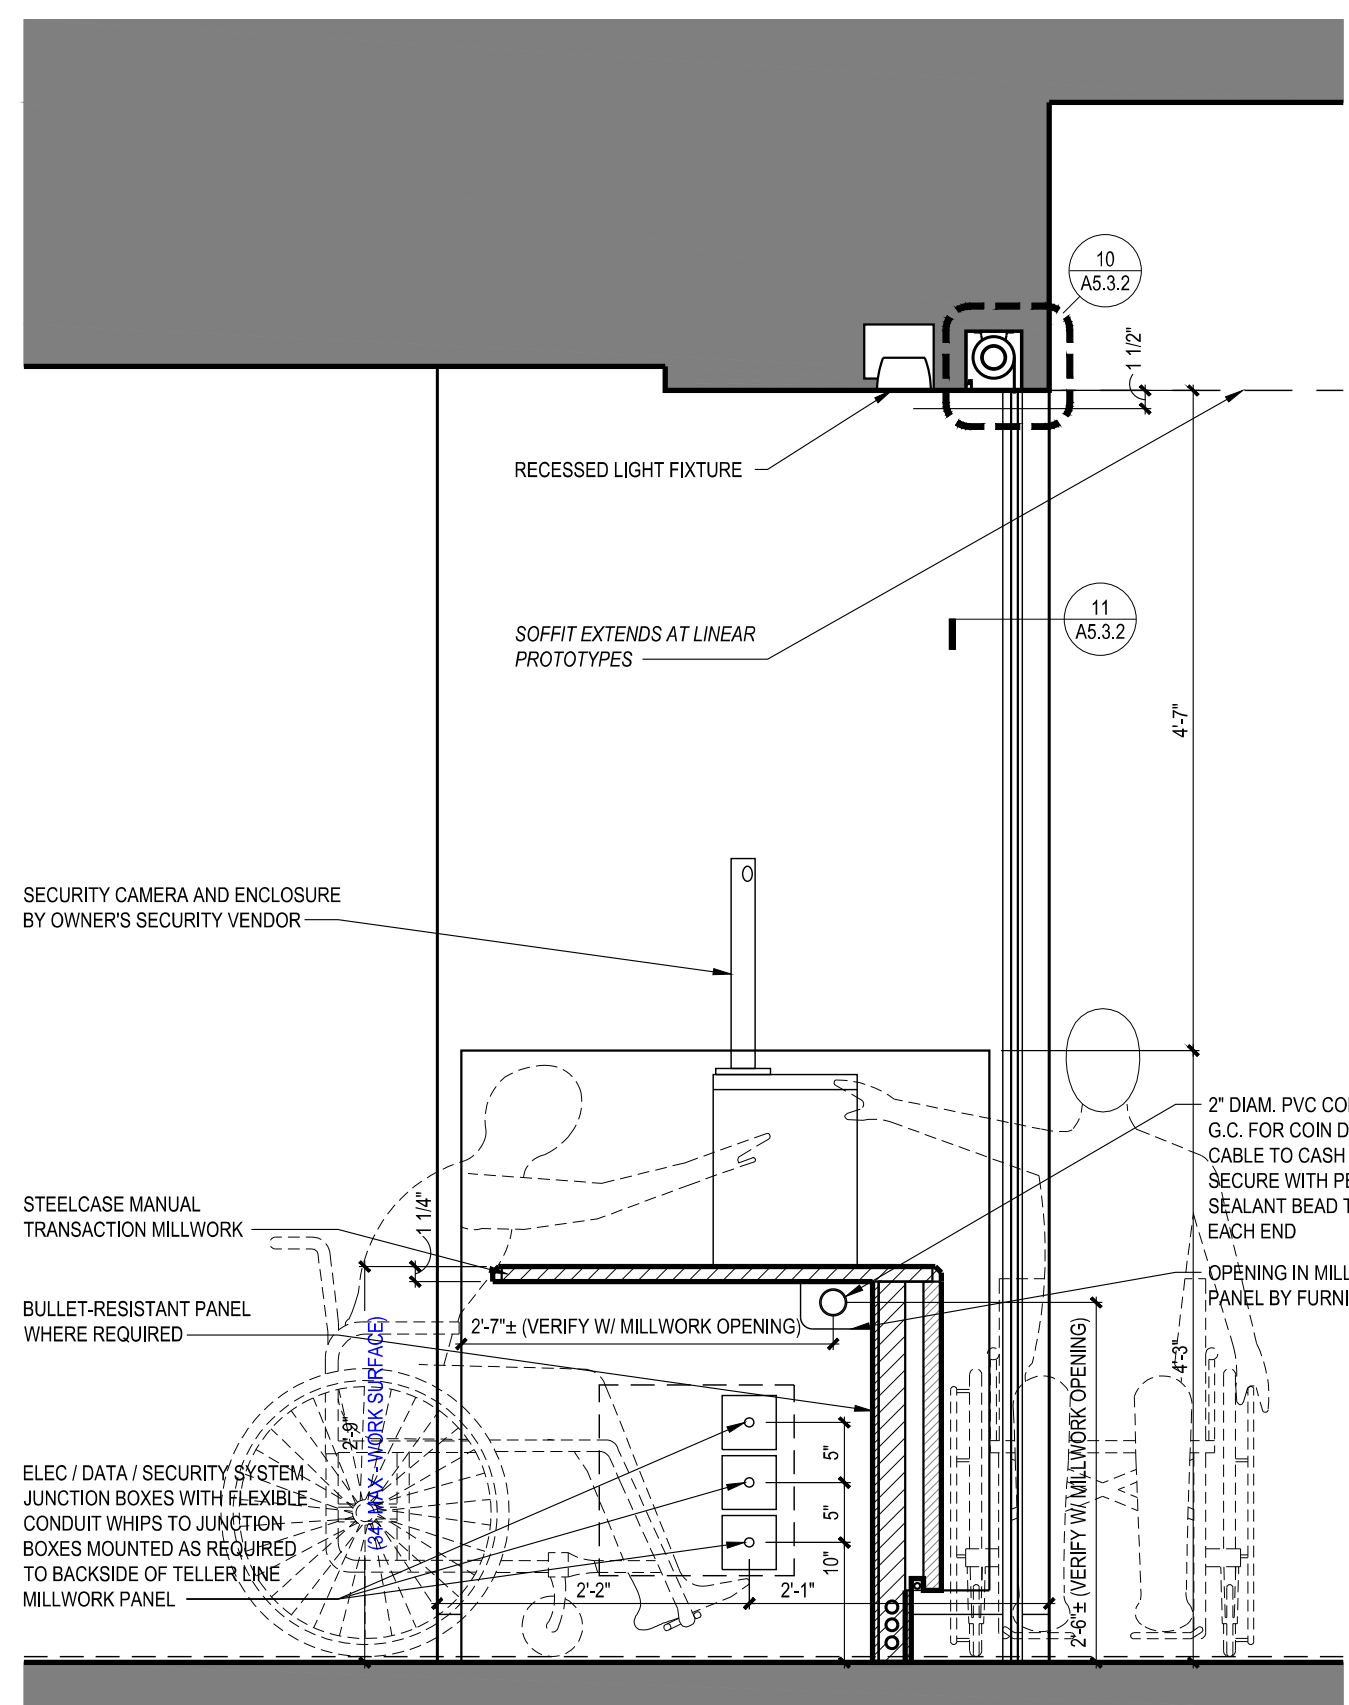 10
A5.3.2
1 1/2"
RECESSED LIGHT FIXTURE
11
A5.3.2
SOFFIT EXTENDS AT LINEAR
PROTOTYPES
4'-7"
SECURITY CAMERA AND ENCLOSURE
BY OWNER'S SECURITY VENDOR
2" DIAM. PVC
G.C. FOR COIN
CABLE TO CASH
SECURE WITH
SEALANT BEAD
EACH END
STEELCASE MANUAL
TRANSACTION MILLWORK
1 1/4"
OPENING IN
PANEL BY
BULLET-RESISTANT PANEL
WHERE REQUIRED
2'-7"± (VERIFY W/ MILLWORK OPENING)
4'-3"
2'-9"
(34" MAX - WORK SURFACE)
5"
5"
10"
2'-6"± (VERIFY W/ MILLWORK OPENING)
ELEC / DATA / SECURITY SYSTEM
JUNCTION BOXES WITH FLEXIBLE
CONDUIT WHIPS TO JUNCTION
BOXES MOUNTED AS REQUIRED
TO BACKSIDE OF TELLER LINE
MILLWORK PANEL
2'-2"
2'-1"